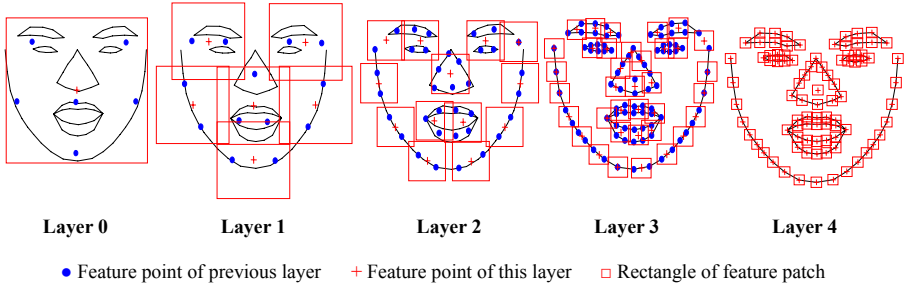 Layer 0 Layer 1 Layer 2 Layer 3 Layer 4
Feature point of previous layer Feature point of this layer Rectangle of feature patch